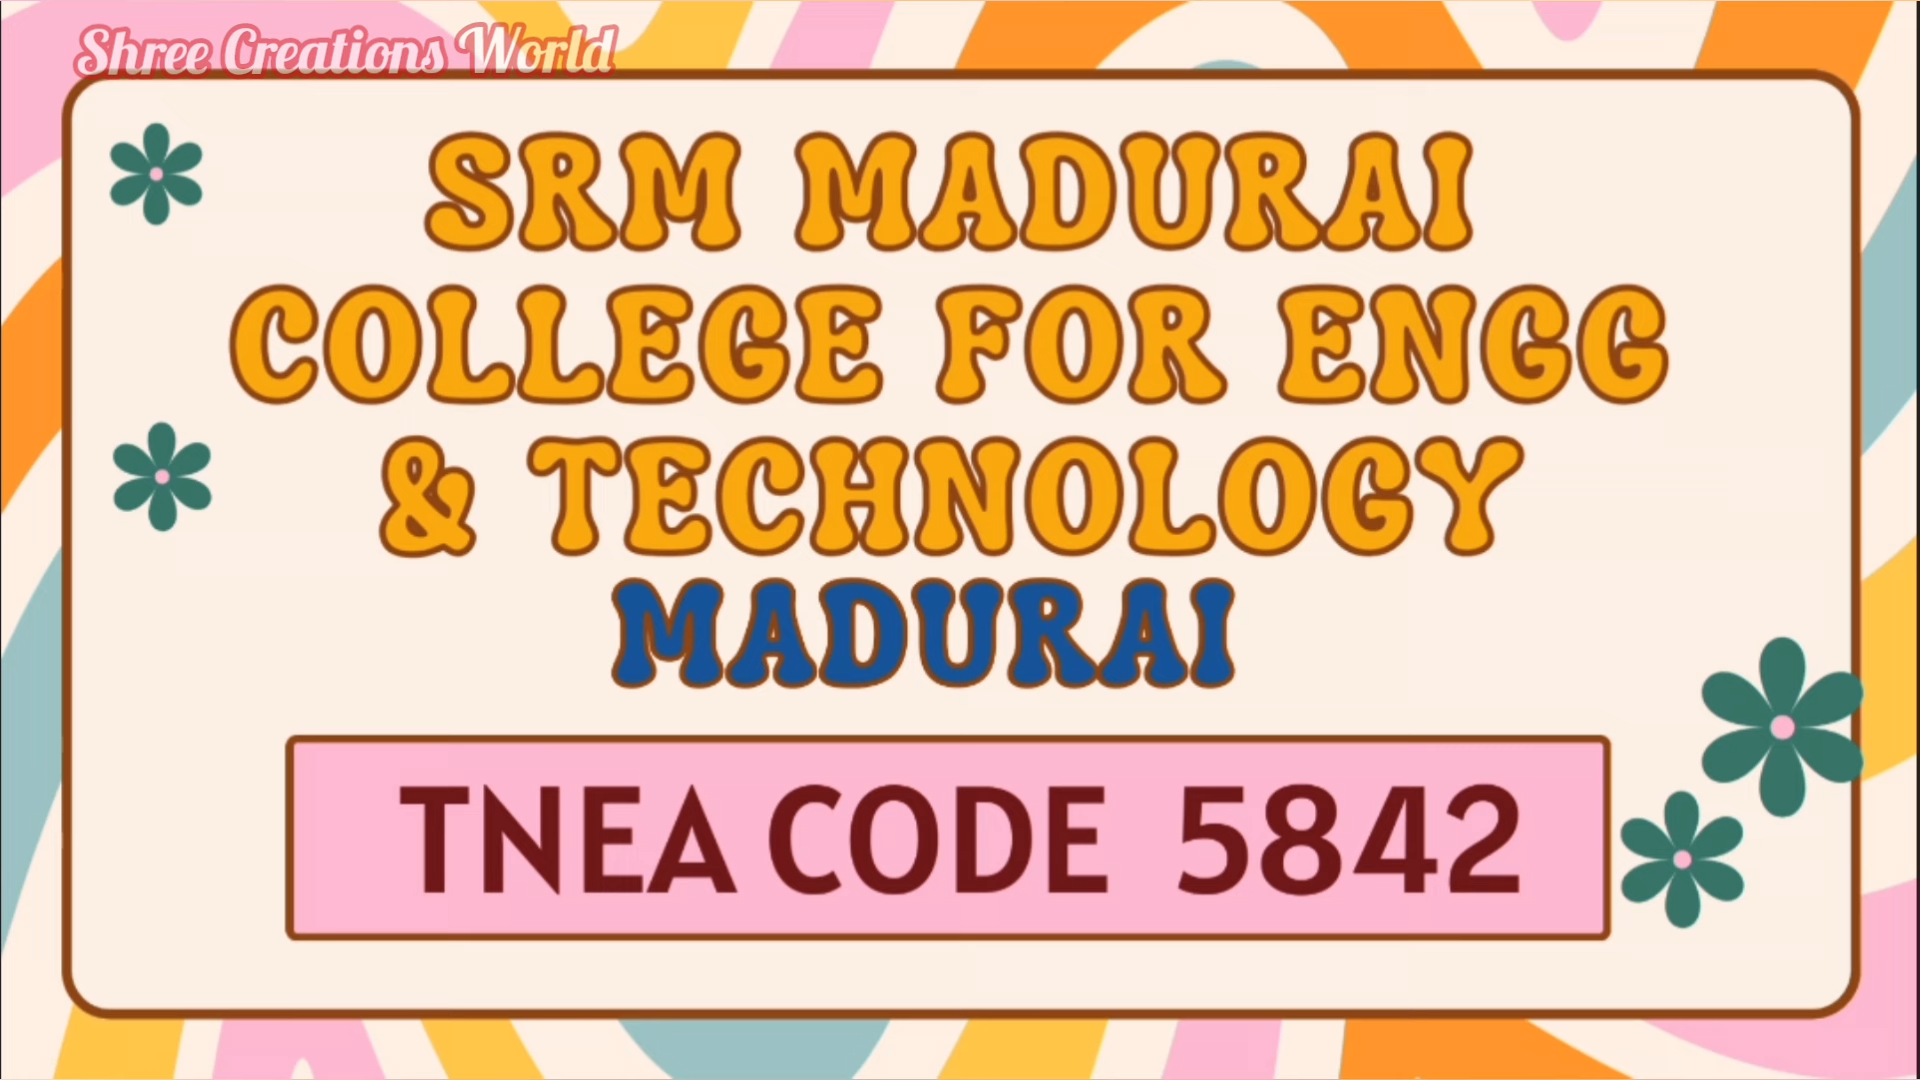 Shree Creations World
SRM MADURAI
COLLEGE FOR ENGG
& TECHNOLOGY
MADURAI
TNEA CODE 5842